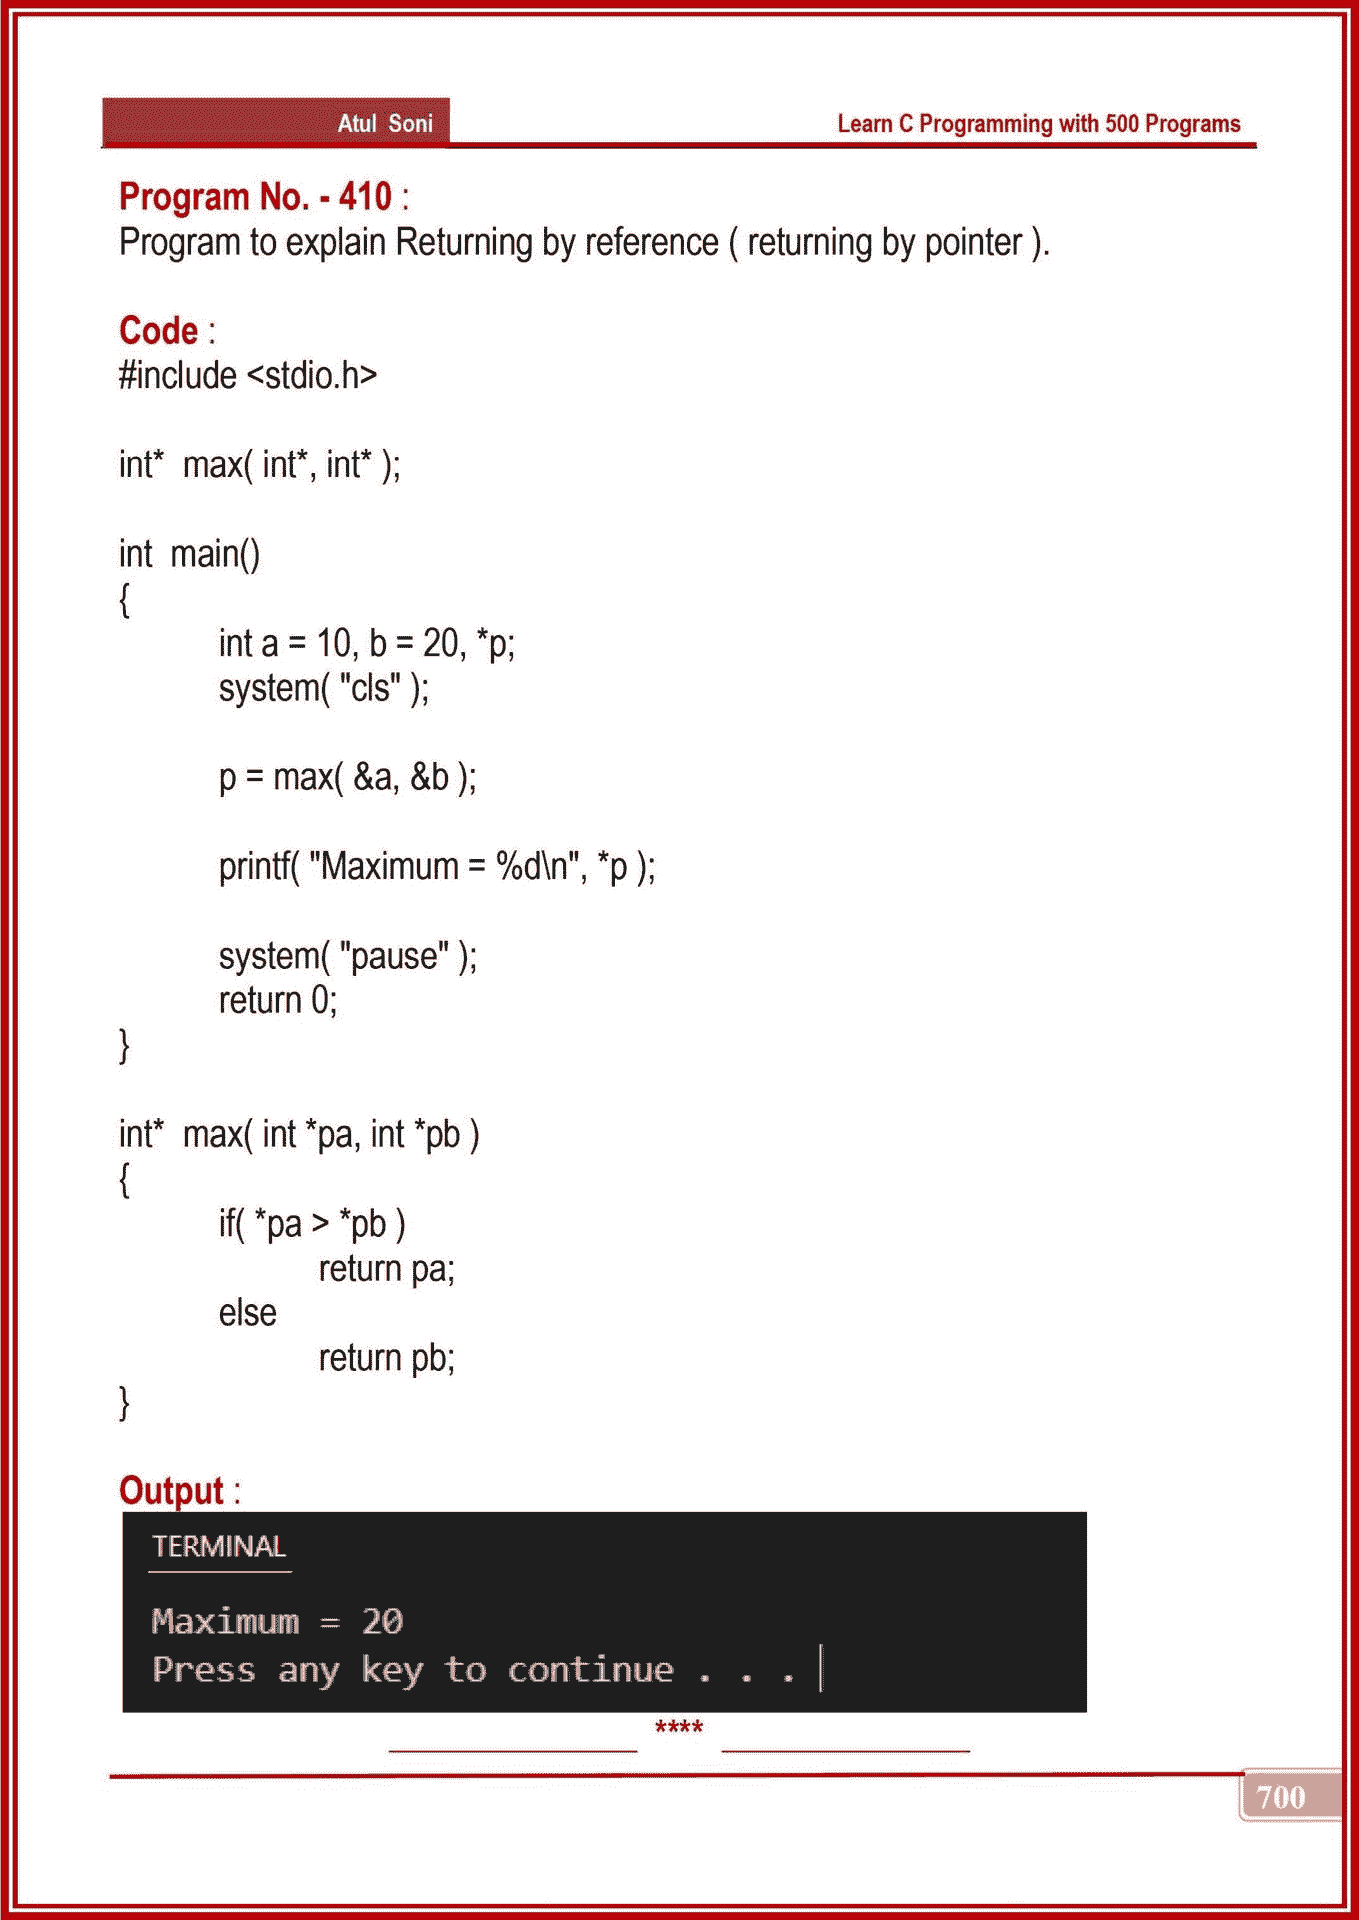 Atul Soni
Learn C Programming with 500 Programs
Program No. - 410 :
Program to explain Returning by reference ( returning by pointer ).
Code :
#include <stdio.h>
int* max( int*, int* );
int main()
{
int a = 10, b = 20, *p;
system( "cls" );
p = max( &a, &b );
printf( "Maximum = %d\n", *p );
system( "pause" );
return 0;
}
int* max( int *pa, int *pb )
{
if( *pa > *pb )
return pa;
else
return pb;
}
Output :
TERMINAL
Maximum = 20
Press any key to continue . . .
****
700